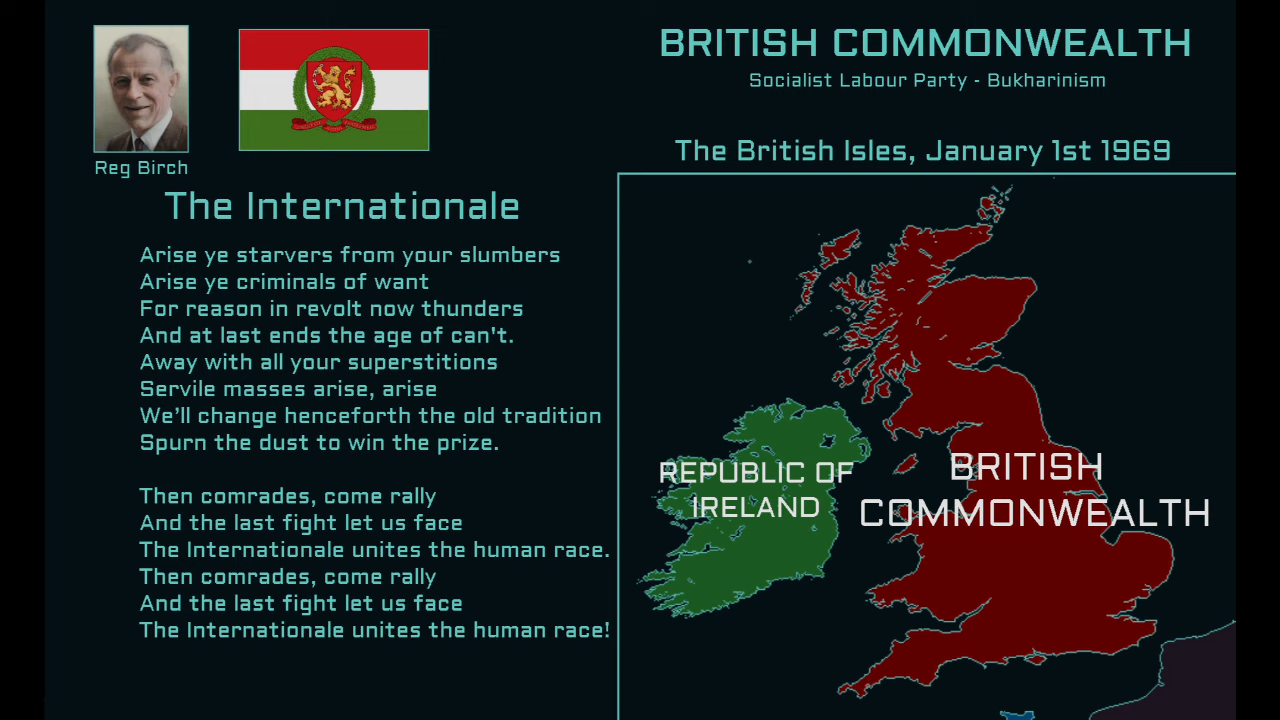 Reg Birch
BRITISH COMMONWEALTH
Socialist Labour Party - Bukharinism
The British Isles, January 1st 1969
The Internationale
Arise ye starvers from your slumbers
Arise ye criminals of want
For reason in revolt now thunders
And at last ends the age of can't.
Away with all your superstitions
Servile masses arise, arise
We'll change henceforth the old tradition
Spurn the dust to win the prize.
Then comrades, come rally
And the last fight let us face
The Internationale unites the human race.
Then comrades, come rally
And the last fight let us face
The Internationale unites the human race!
REPUBLIC OF
IRELAND
BRITISH
COMMONWEALTH